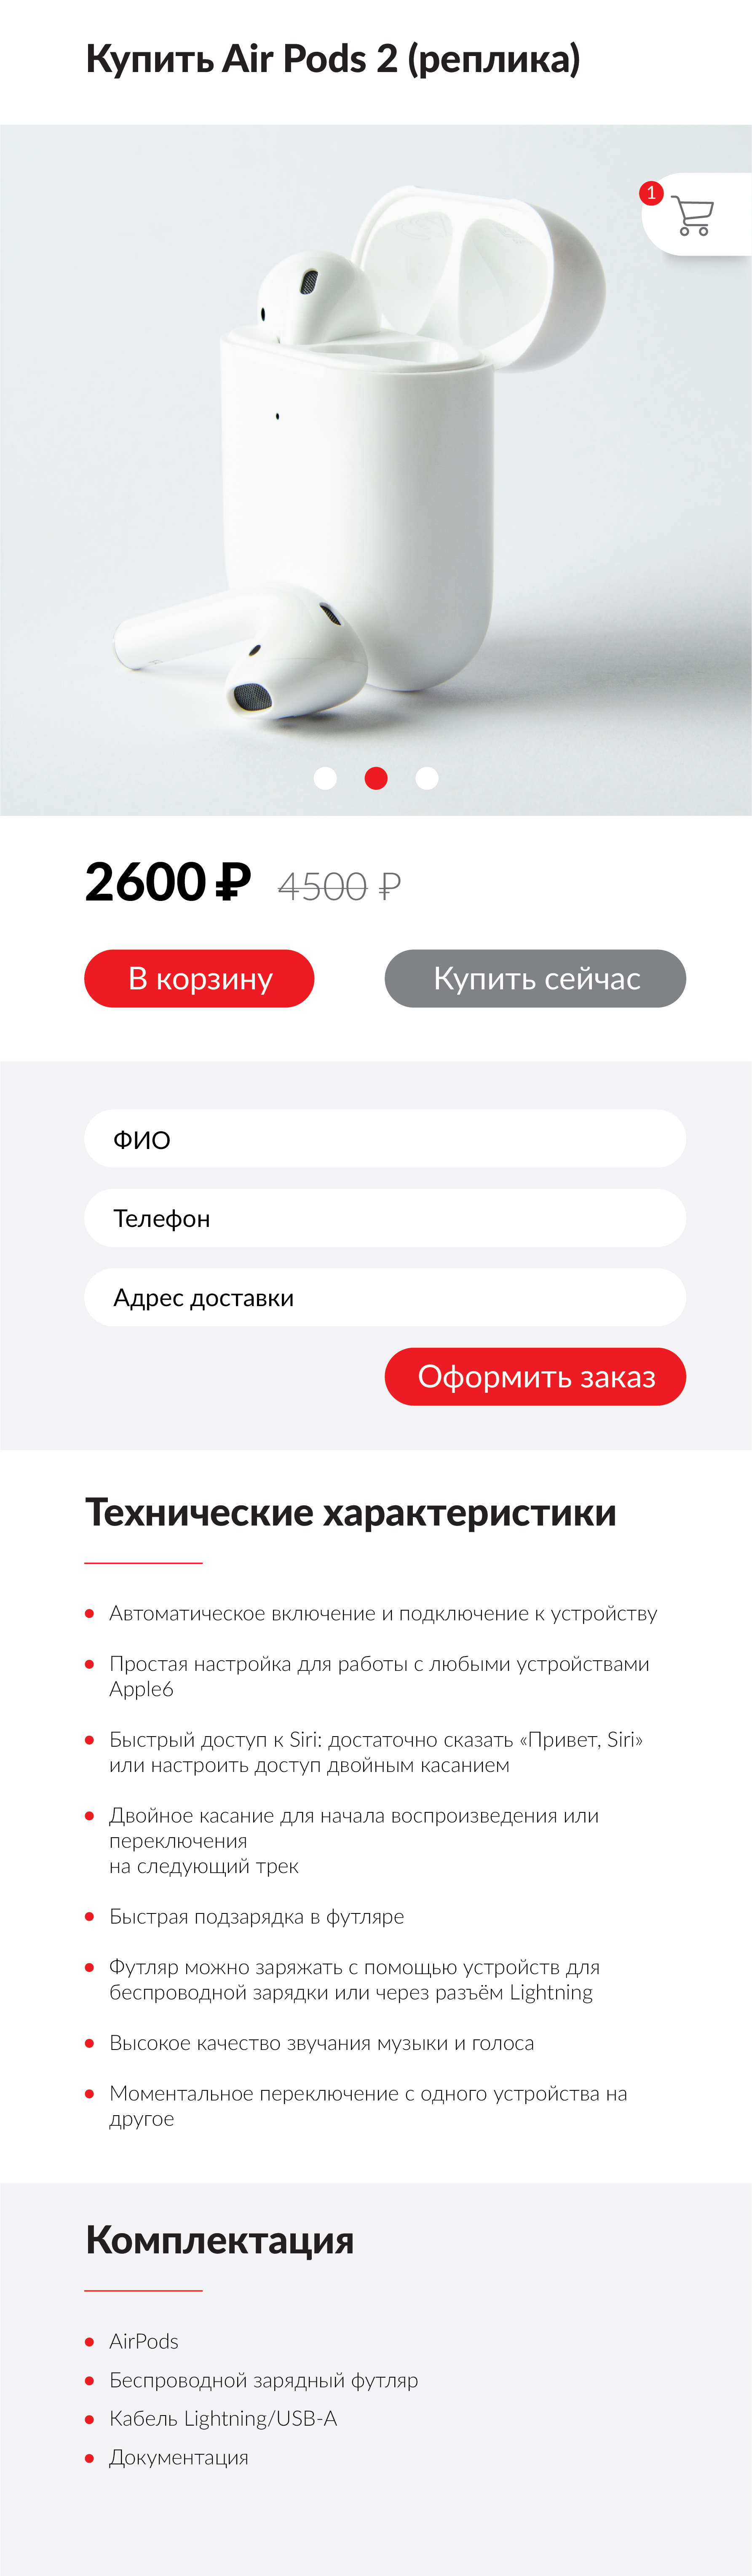 Купить Air Pods 2 (реплика)
1
2600 ₽ 4500 ₽
В корзину
Купить сейчас
ФИО
Телефон
Адрес доставки
Оформить заказ
Технические характеристики
Автоматическое включение и подключение к устройству
Простая настройка для работы с любыми устройствами
Apple6
Быстрый доступ к Siri: достаточно сказать «Привет, Siri»
или настроить доступ двойным касанием
Двойное касание для начала воспроизведения или
переключения
на следующий трек
Быстрая подзарядка в футляре
Футляр можно заряжать с помощью устройств для
беспроводной зарядки или через разъём Lightning
Высокое качество звучания музыки и голоса
Моментальное переключение с одного устройства на
другое
Комплектация
AirPods
Беспроводной зарядный футляр
Кабель Lightning/USB-A
Документация